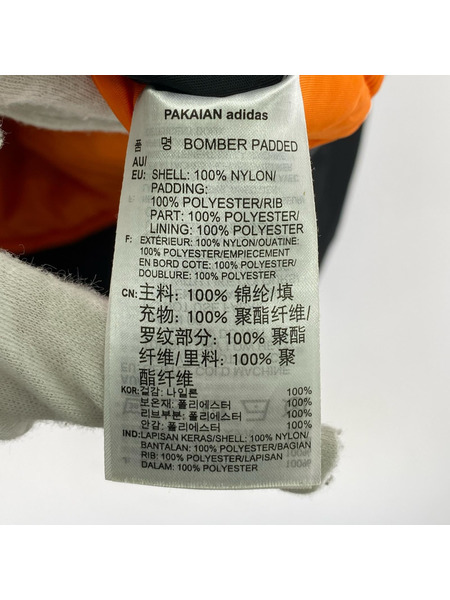 PAKAIAN adidas
품 명 BOMBER PADDED
AU/
EU: SHELL: 100% NYLON/
PADDING:
100% POLYESTER/RIB
PART: 100% POLYESTER/
LINING: 100% POLYESTER
F: EXTÉRIEUR: 100% NYLON/OUATINE:
100% POLYESTER/EMPIECEMENT
EN BORD COTE: 100% POLYESTER/
DOUBLURE: 100% POLYESTER
CN: 主料: 100% 锦纶/填
充物: 100% 聚酯纤维/
罗纹部分: 100% 聚酯
纤维/里料: 100% 聚
酯纤维
KOR: 겉감: 나일론 100%
보온재: 폴리에스터 100%
리브부분: 폴리에스터 100%
안감: 폴리에스터 100%
IND: LAPISAN KERAS/SHELL: 100% NYLON/
BANTALAN: 100% POLYESTER/BAGIAN
RIB: 100% POLYESTER/LAPISAN
DALAM: 100% POLYESTER